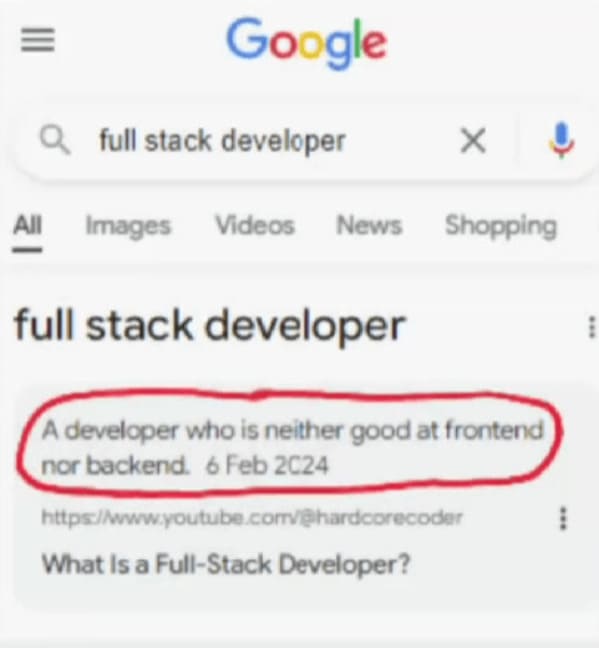 Google
full stack developer
All Images Videos News Shopping
full stack developer
A developer who is neither good at frontend
nor backend. 6 Feb 2024
https://www.youtube.com/@hardcorecoder
What Is a Full-Stack Developer?